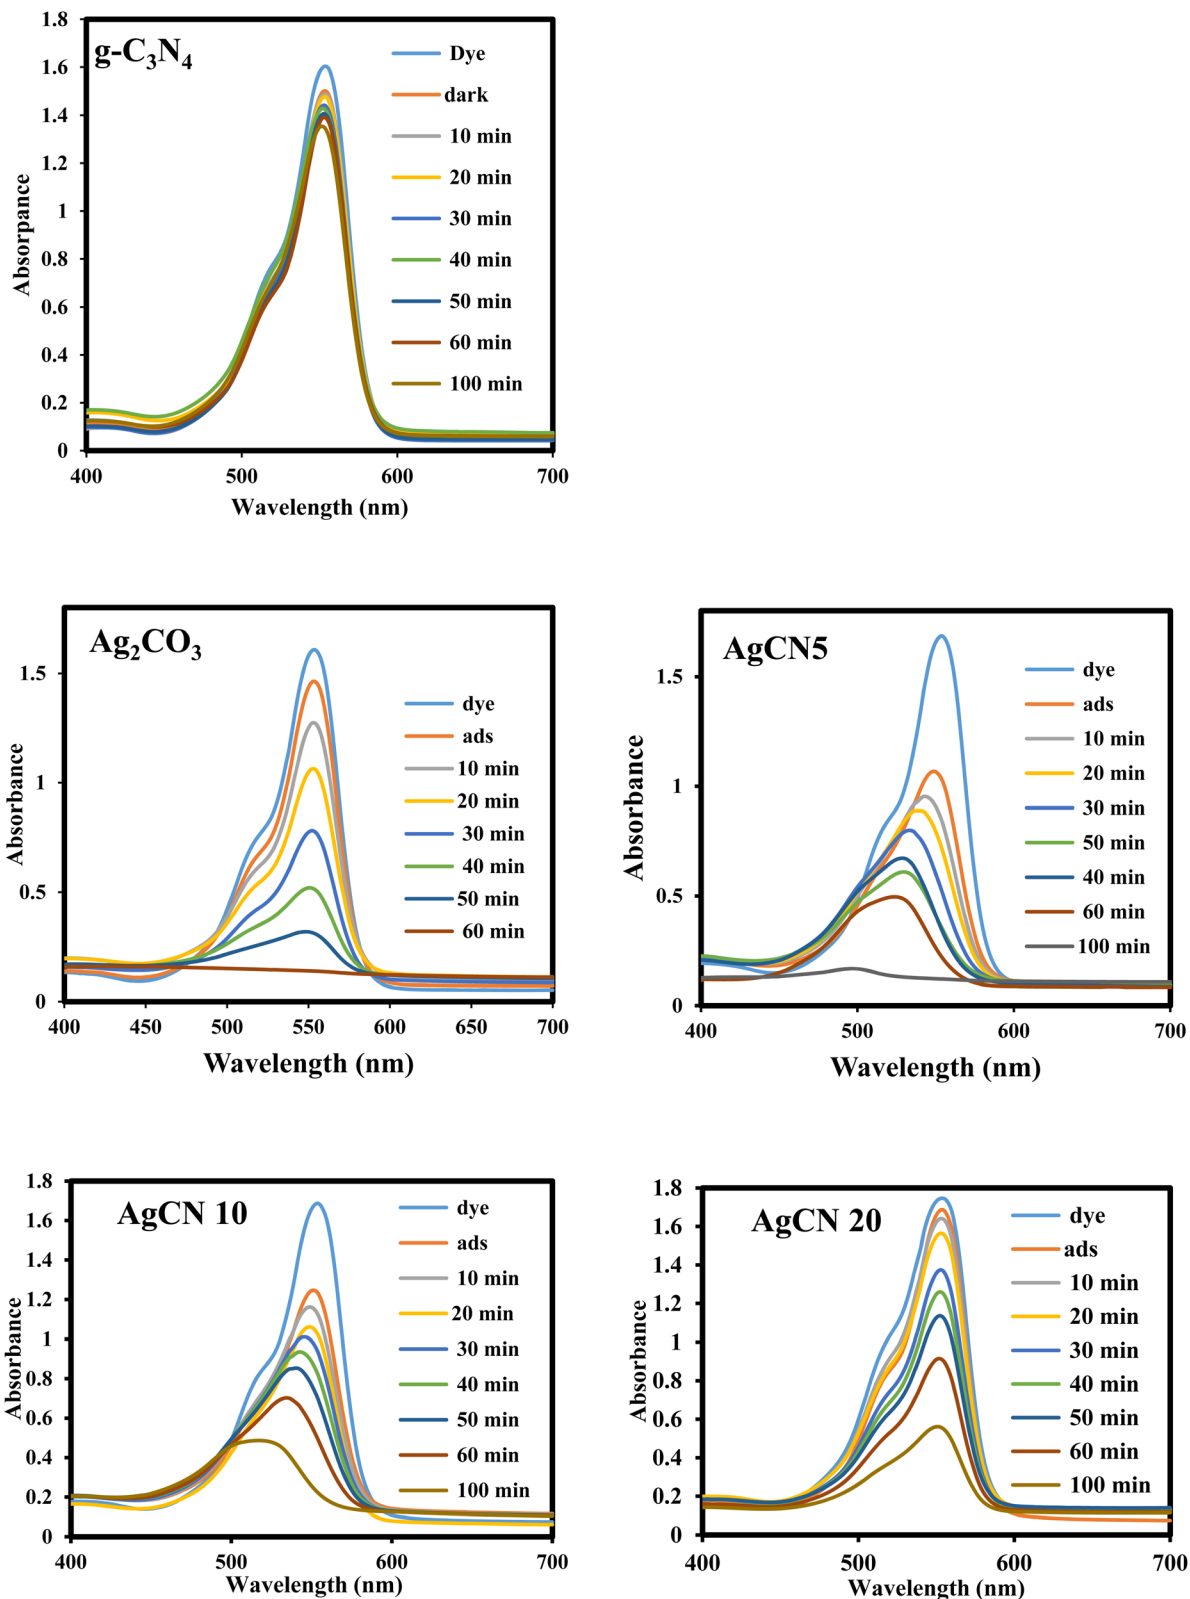 g-C₃N₄
1.8
1.6
1.4
1.2
1
0.8
0.6
0.4
0.2
0
Absorpance
Dye
dark
10 min
20 min
30 min
40 min
50 min
60 min
100 min
400 500 600 700
Wavelength (nm)
Ag₂CO₃
1.5
1
0.5
0
Absorbance
dye
ads
10 min
20 min
30 min
40 min
50 min
60 min
400 450 500 550 600 650 700
Wavelength (nm)
AgCN5
1.5
1
0.5
0
Absorbance
dye
ads
10 min
20 min
30 min
50 min
40 min
60 min
100 min
400 500 600 700
Wavelength (nm)
AgCN 10
1.8
1.6
1.4
1.2
1
0.8
0.6
0.4
0.2
0
Absorbance
dye
ads
10 min
20 min
30 min
40 min
50 min
60 min
100 min
400 500 600 700
Wavelength (nm)
AgCN 20
1.8
1.6
1.4
1.2
1
0.8
0.6
0.4
0.2
0
Absorbance
dye
ads
10 min
20 min
30 min
40 min
50 min
60 min
100 min
400 500 600 700
Wavelength (nm)